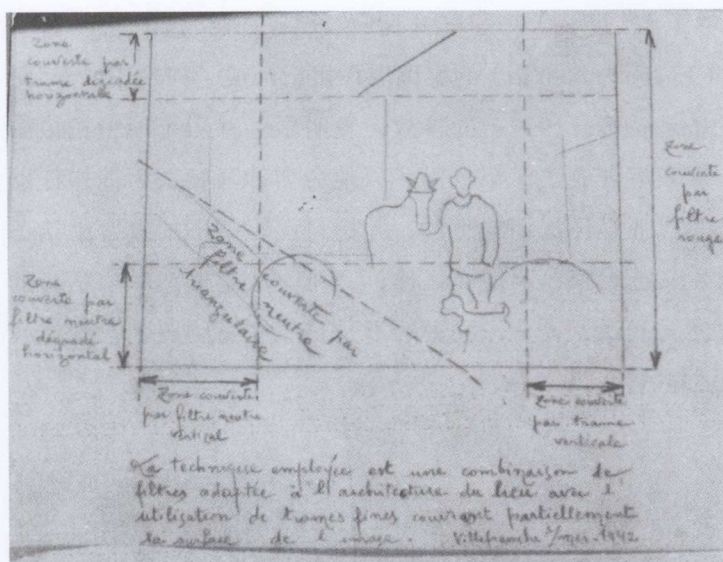 Zone
couverte par
trame dégradée
horizontale
Zone
couverte
par
filtre
rouge
Zone couverte par
filtre neutre
triangulaire
Zone
couverte par
filtre neutre
dégradé
horizontal
Zone couverte
par filtre neutre
vertical
Zone couverte
par trame
verticale
La technique employée est une combinaison de
filtres adaptée à l'architecture du lieu avec l'
utilisation de trames fines couvrant partiellement
la surface de l'image. Villefranche s/mer. 1942